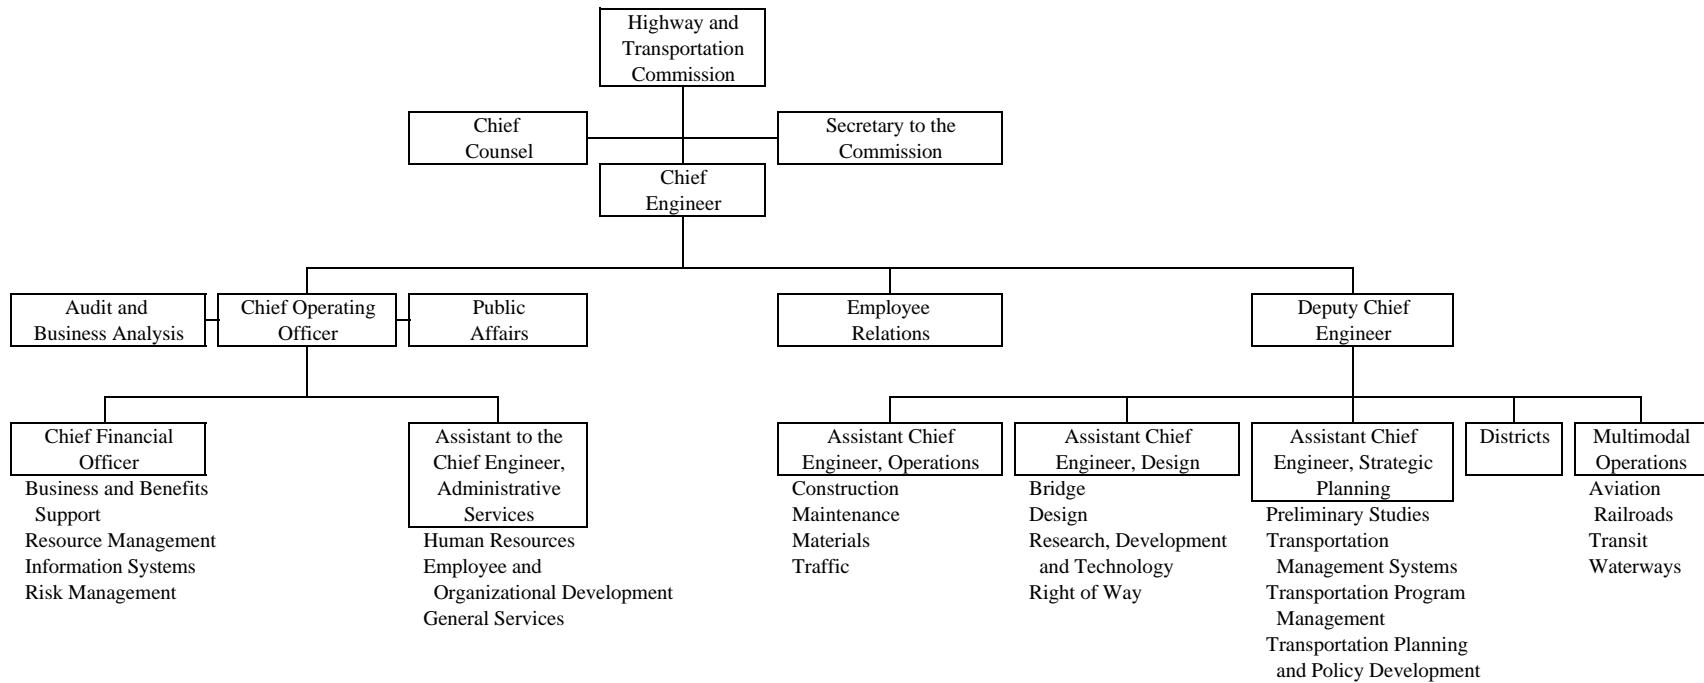 Highway and
Transportation
Commission
Chief
Counsel
Secretary to the
Commission
Chief
Engineer
Audit and
Business Analysis
Chief Operating
Officer
Public
Affairs
Employee
Relations
Deputy Chief
Engineer
Chief Financial
Officer
Business and Benefits
Support
Resource Management
Information Systems
Risk Management
Assistant to the
Chief Engineer,
Administrative
Services
Human Resources
Employee and
Organizational Development
General Services
Assistant Chief
Engineer, Operations
Construction
Maintenance
Materials
Traffic
Assistant Chief
Engineer, Design
Bridge
Design
Research, Development
and Technology
Right of Way
Assistant Chief
Engineer, Strategic
Planning
Preliminary Studies
Transportation
Management Systems
Transportation Program
Management
Transportation Planning
and Policy Development
Districts
Multimodal
Operations
Aviation
Railroads
Transit
Waterways